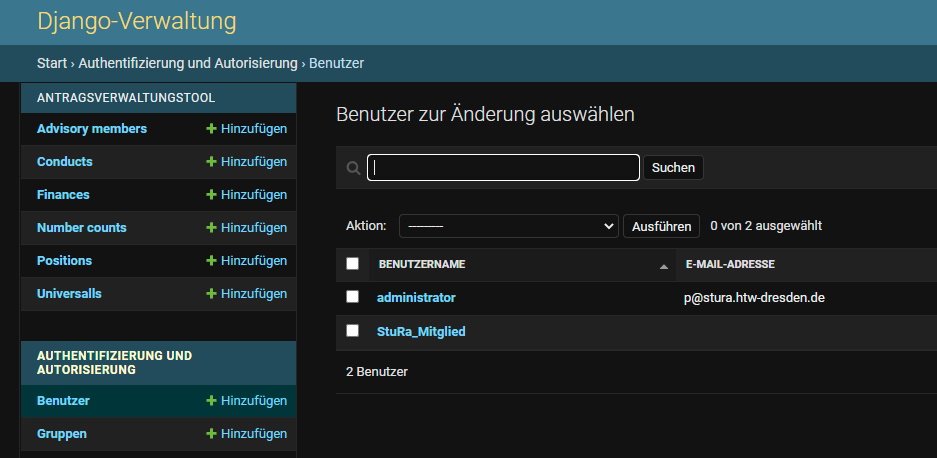 Django-Verwaltung
Start › Authentifizierung und Autorisierung › Benutzer
ANTRAGSVERWALTUNGSTOOL
Advisory members + Hinzufügen
Conducts + Hinzufügen
Finances + Hinzufügen
Number counts + Hinzufügen
Positions + Hinzufügen
Universalls + Hinzufügen
AUTHENTIFIZIERUNG UND
AUTORISIERUNG
Benutzer + Hinzufügen
Gruppen + Hinzufügen
Benutzer zur Änderung auswählen
Suchen
Aktion: --------- Ausführen 0 von 2 ausgewählt
BENUTZERNAME E-MAIL-ADRESSE
administrator p@stura.htw-dresden.de
StuRa_Mitglied
2 Benutzer